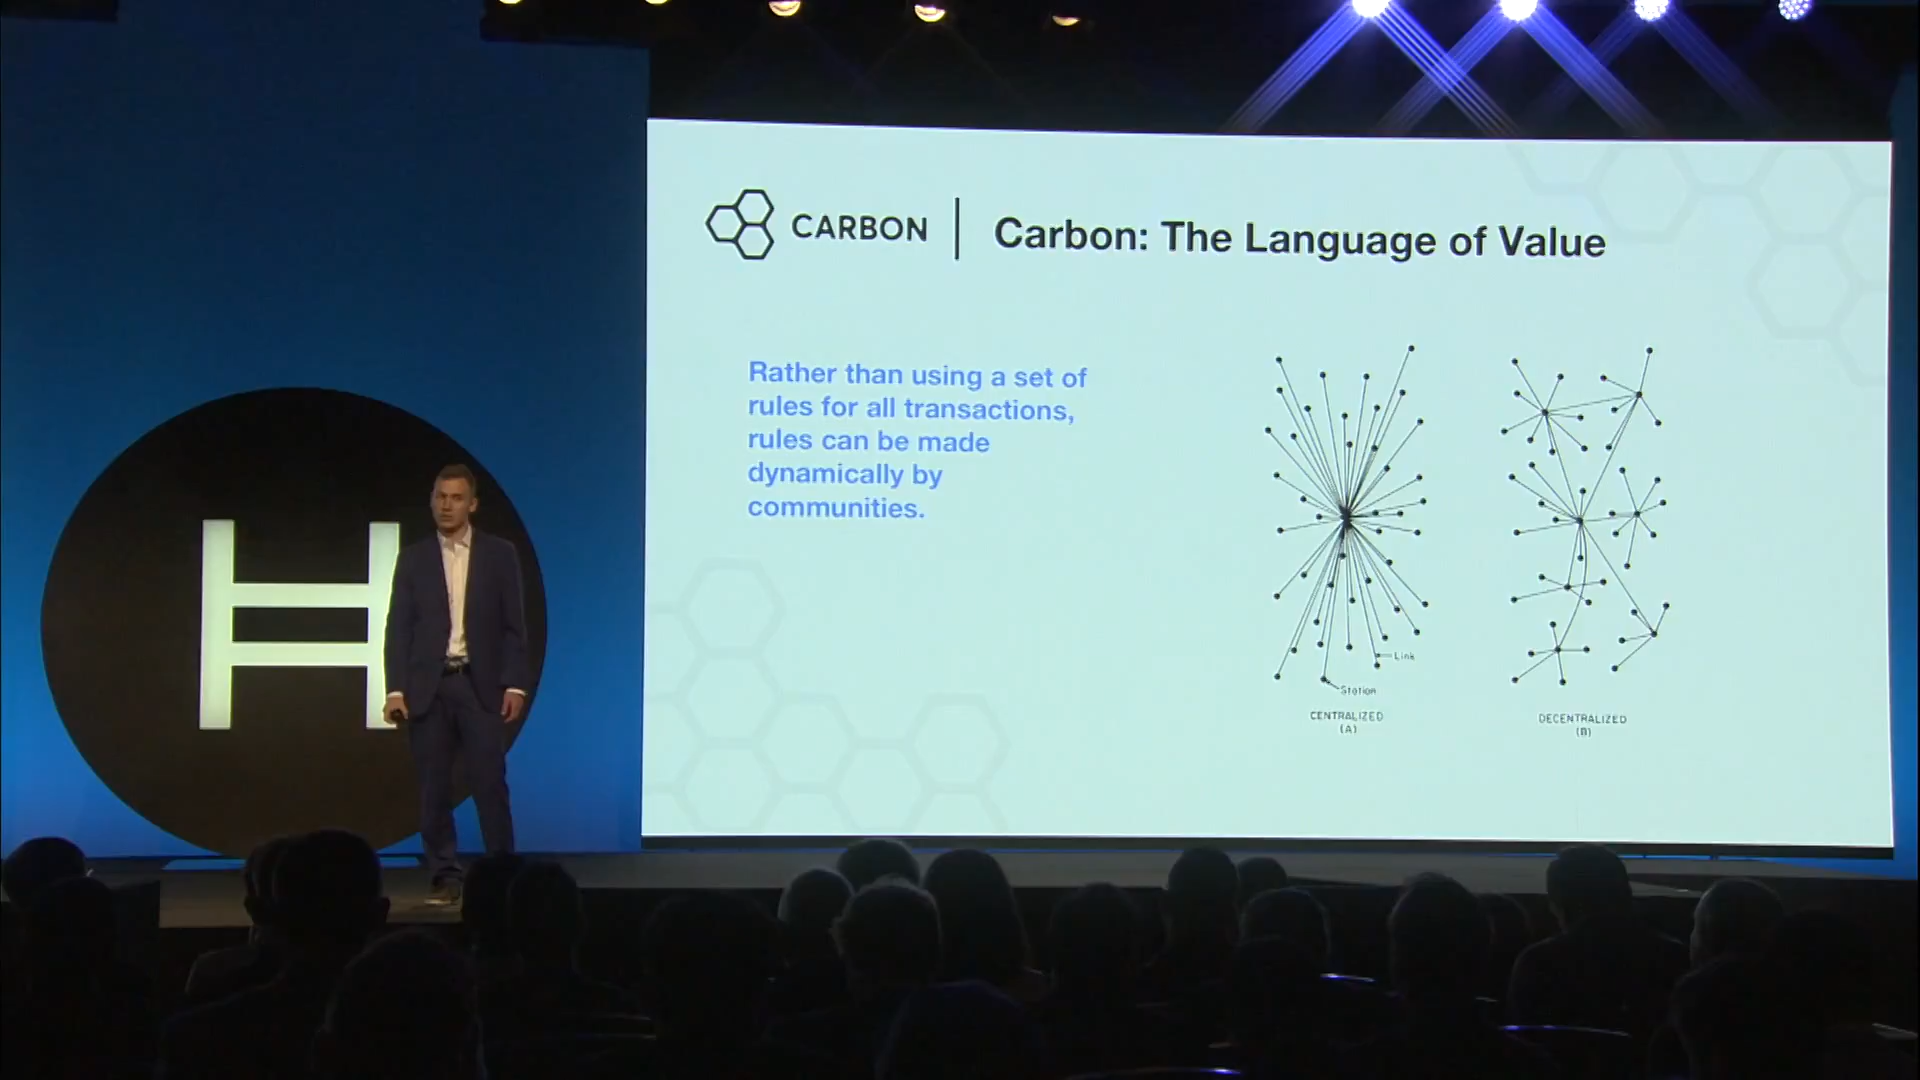 CARBON
Carbon: The Language of Value
Rather than using a set of
rules for all transactions,
rules can be made
dynamically by
communities.
Link
Station
CENTRALIZED
(A)
DECENTRALIZED
(B)